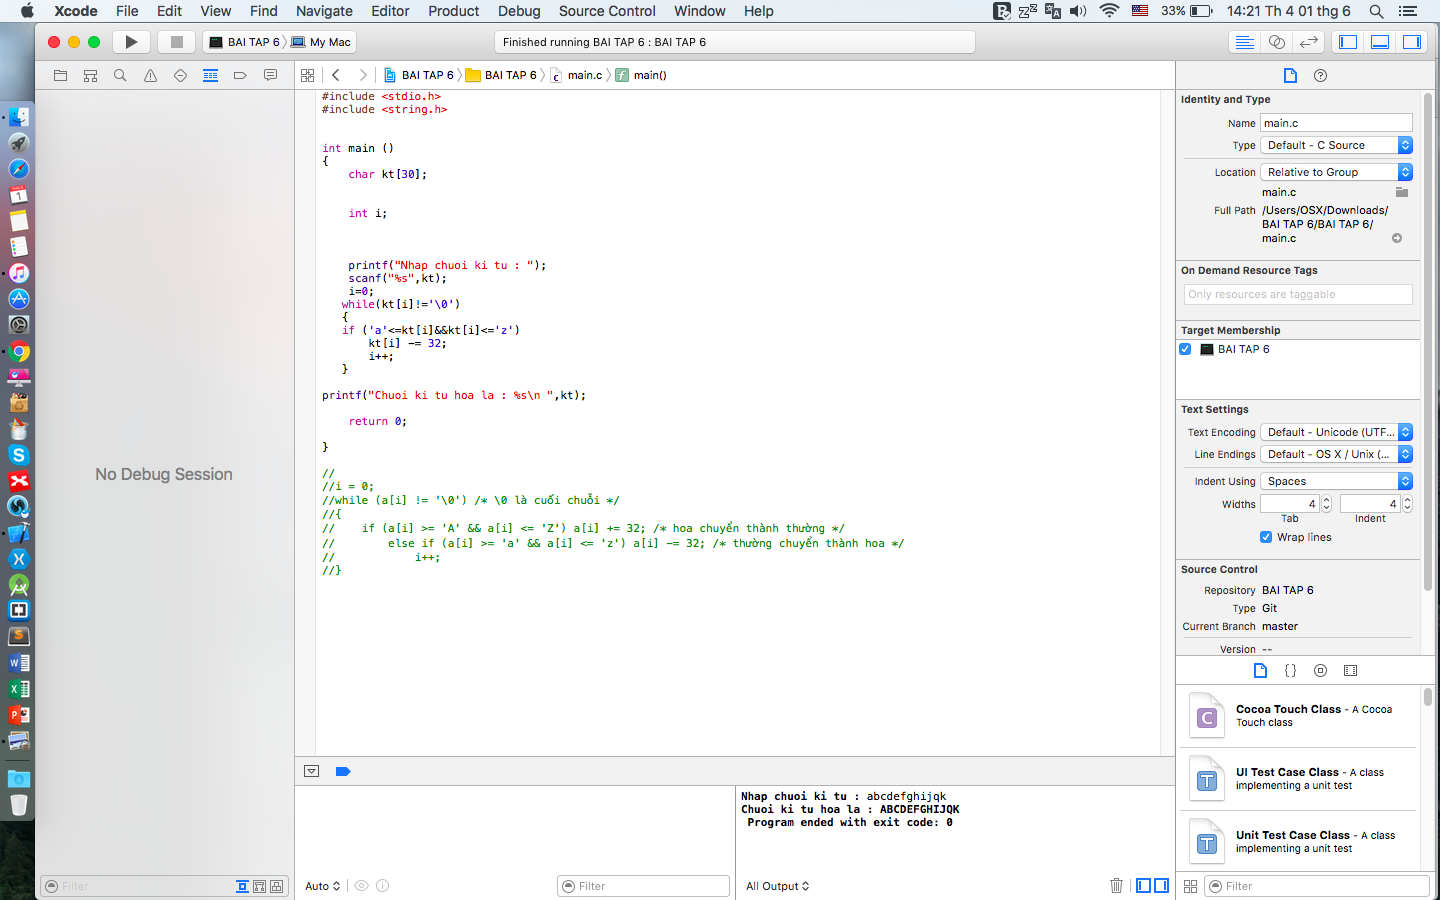 Xcode File Edit View Find Navigate Editor Product Debug Source Control Window Help 33% 14:21 Th 4 01 thg 6
BAI TAP 6 My Mac
Finished running BAI TAP 6 : BAI TAP 6
BAI TAP 6 BAI TAP 6 main.c main()
#include <stdio.h>
#include <string.h>
int main ()
{
char kt[30];
int i;
printf("Nhap chuoi ki tu : ");
scanf("%s",kt);
i=0;
while(kt[i]!='\0')
{
if ('a'<=kt[i]&&kt[i]<='z')
kt[i] -= 32;
i++;
}
printf("Chuoi ki tu hoa la : %s\n ",kt);
return 0;
}
//
//i = 0;
//while (a[i] != '\0') /* \0 là cuối chuỗi */
//{
// if (a[i] >= 'A' && a[i] <= 'Z') a[i] += 32; /* hoa chuyển thành thường */
// else if (a[i] >= 'a' && a[i] <= 'z') a[i] -= 32; /* thường chuyển thành hoa */
// i++;
//}
No Debug Session
Filter
Auto
Filter
Nhap chuoi ki tu : abcdefghijqk
Chuoi ki tu hoa la : ABCDEFGHIJQK
Program ended with exit code: 0
All Output
Identity and Type
Name main.c
Type Default - C Source
Location Relative to Group
main.c
Full Path /Users/OSX/Downloads/
BAI TAP 6/BAI TAP 6/
main.c
On Demand Resource Tags
Only resources are taggable
Target Membership
BAI TAP 6
Text Settings
Text Encoding Default - Unicode (UTF...
Line Endings Default - OS X / Unix (...
Indent Using Spaces
Widths 4 4
Tab Indent
Wrap lines
Source Control
Repository BAI TAP 6
Type Git
Current Branch master
Version --
{}
C
Cocoa Touch Class - A Cocoa
Touch class
T
UI Test Case Class - A class
implementing a unit test
T
Unit Test Case Class - A class
implementing a unit test
Filter